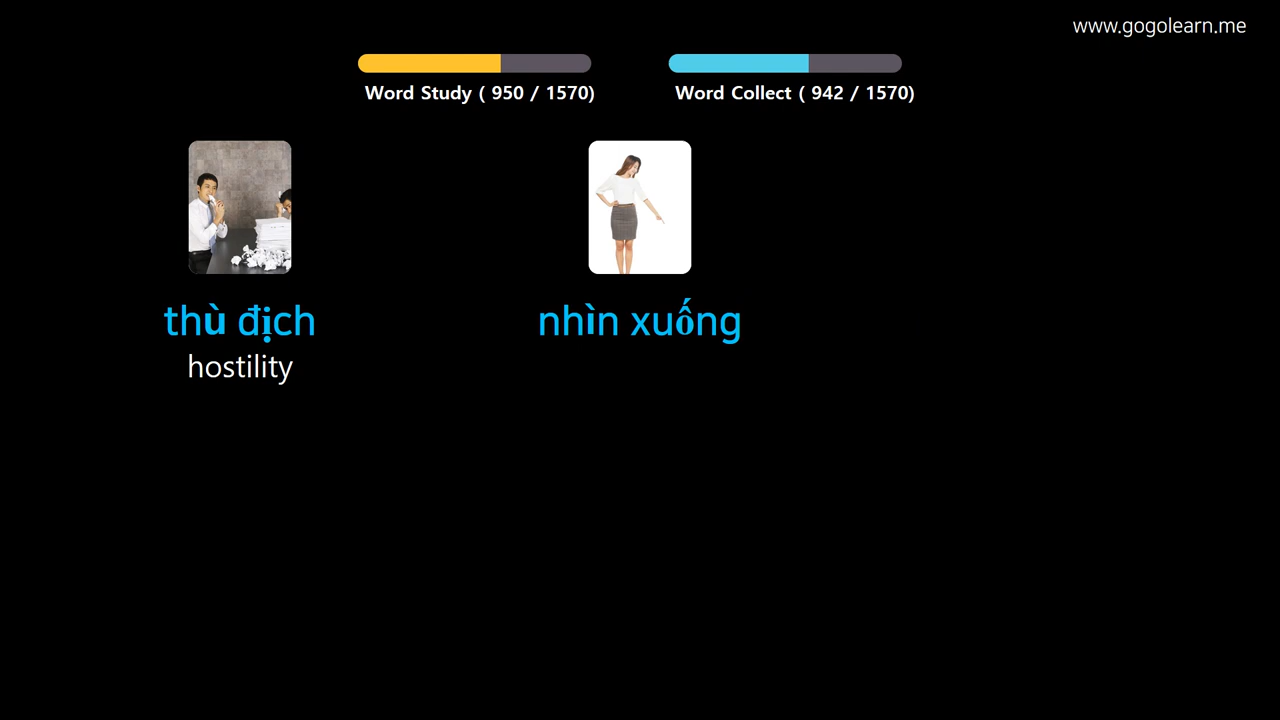 www.gogolearn.me
Word Study ( 950 / 1570)
Word Collect ( 942 / 1570)
thù địch
hostility
nhìn xuống